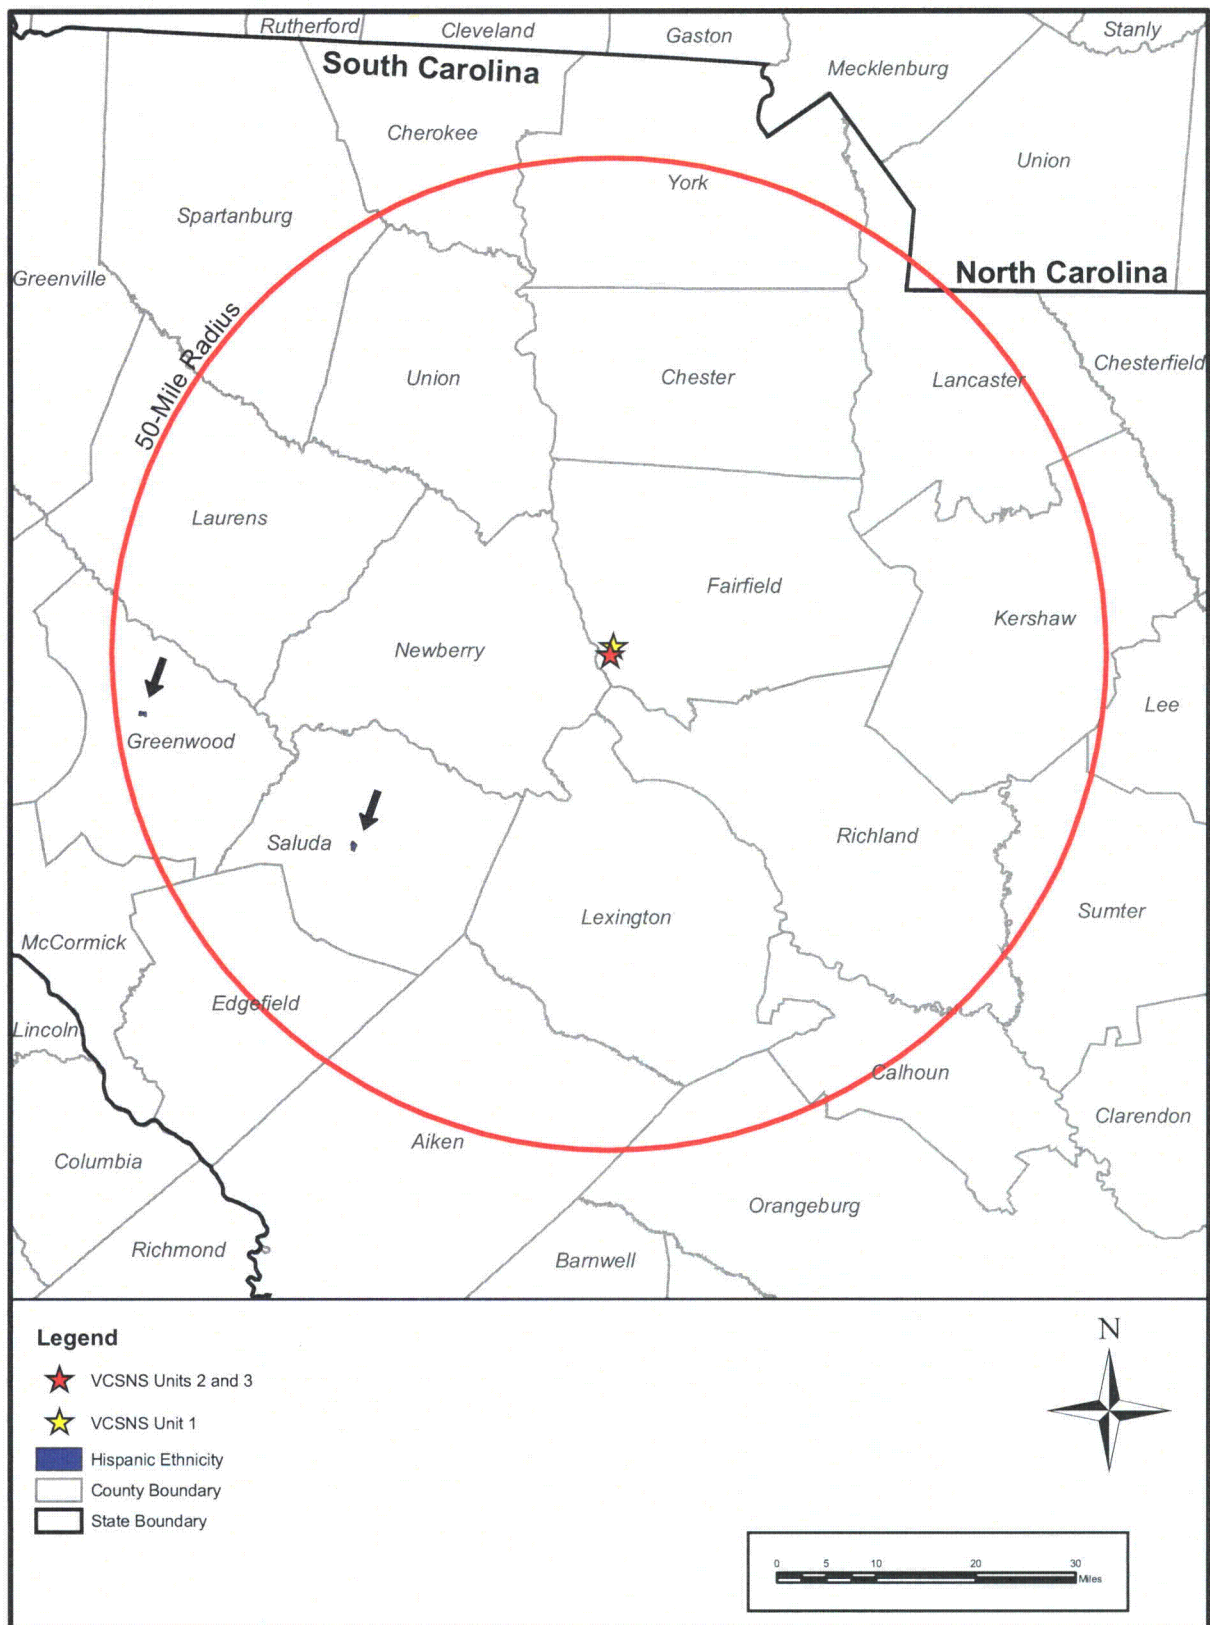 Rutherford
Cleveland
Gaston
Stanly
South Carolina
Mecklenburg
Cherokee
Union
York
Spartanburg
North Carolina
Greenville
50-Mile Radius
Chesterfield
Union
Chester
Lancaster
Laurens
Fairfield
Kershaw
Newberry
Lee
Greenwood
Saluda
Richland
Lexington
Sumter
McCormick
Edgefield
Lincoln
Calhoun
Clarendon
Aiken
Columbia
Orangeburg
Richmond
Barnwell
Legend
VCSNS Units 2 and 3
VCSNS Unit 1
Hispanic Ethnicity
County Boundary
State Boundary
N
0 5 10 20 30
Miles